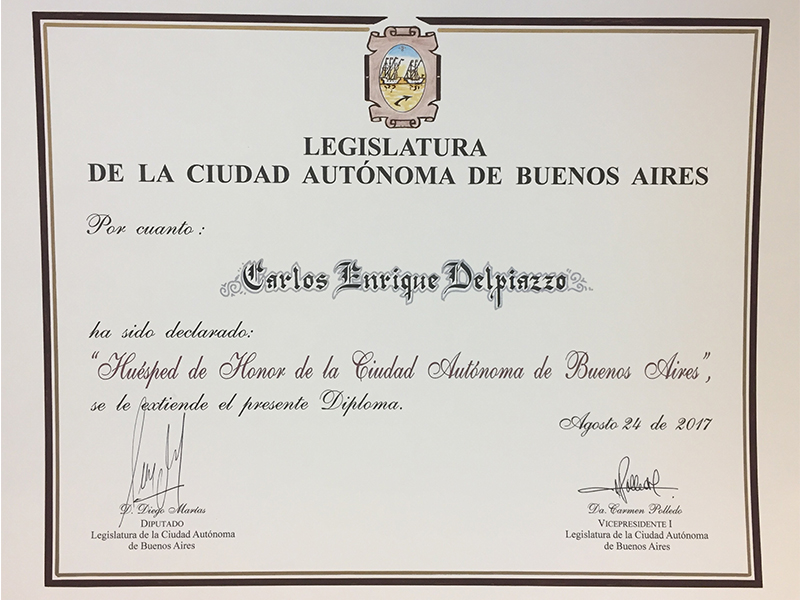 LEGISLATURA
DE LA CIUDAD AUTÓNOMA DE BUENOS AIRES
Por cuanto :
Carlos Enrique Delpiazzo
ha sido declarado:
"Huésped de Honor de la Ciudad Autónoma de Buenos Aires",
se le extiende el presente Diploma.
Agosto 24 de 2017
D. Diego Martas
DIPUTADO
Legislatura de la Ciudad Autónoma
de Buenos Aires
Da. Carmen Polledo
VICEPRESIDENTE I
Legislatura de la Ciudad Autónoma
de Buenos Aires